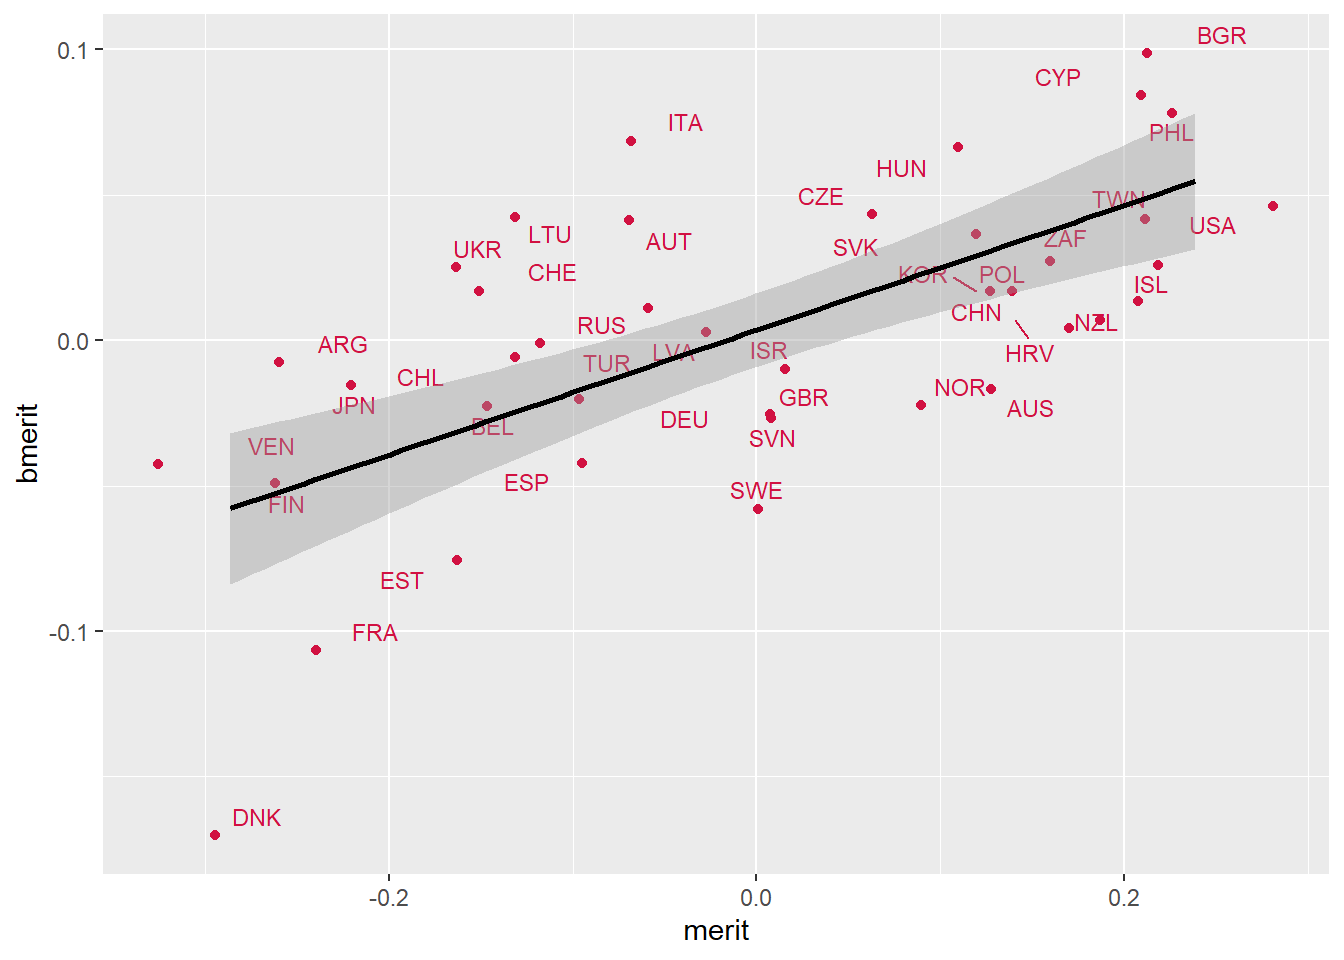 BGR
0.1
CYP
ITA
PHL
HUN
CZE
TWN
USA
LTU
AUT
ZAF
UKR
SVK
CHE
KOR
POL
ISL
CHN
NZL
RUS
0.0
ARG
LVA
ISR
HRV
TUR
CHL
NOR
GBR
JPN
AUS
DEU
BEL
SVN
VEN
bmerit
ESP
SWE
FIN
EST
FRA
-0.1
DNK
-0.2
0.0
0.2
merit